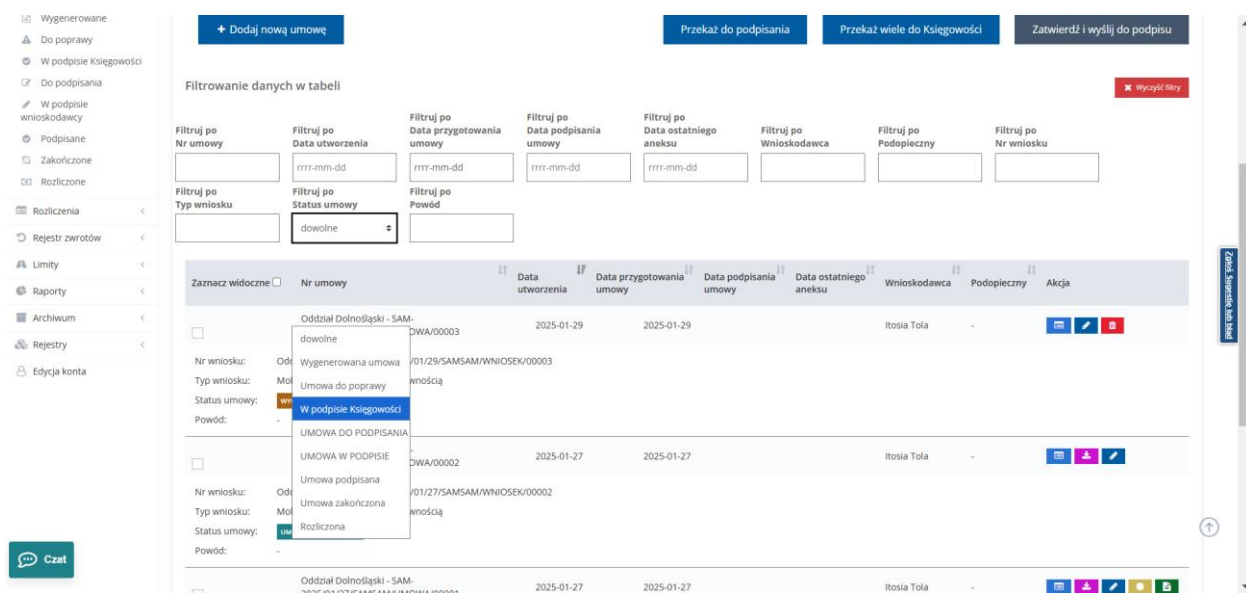 Wygenerowane
Do poprawy
W podpisie Księgowości
Do podpisania
W podpisie
wnioskodawcy
Podpisane
Zakończone
Rozliczone
Rozliczenia
Rejestr zwrotów
Limity
Raporty
Archiwum
Rejestry
Edycja konta
Czat
+ Dodaj nową umowę
Przekaż do podpisania
Przekaż wiele do Księgowości
Zatwierdź i wyślij do podpisu
Filtrowanie danych w tabeli
Wyczyść filtry
Filtruj po
Nr umowy
Filtruj po
Data utworzenia
rrrr-mm-dd
Filtruj po
Data przygotowania
umowy
rrrr-mm-dd
Filtruj po
Data podpisania
umowy
rrrr-mm-dd
Filtruj po
Data ostatniego
aneksu
rrrr-mm-dd
Filtruj po
Wnioskodawca
Filtruj po
Podopieczny
Filtruj po
Nr wniosku
Filtruj po
Typ wniosku
Filtruj po
Status umowy
dowolne
Filtruj po
Powód
Zaznacz widoczne
Nr umowy
Data
utworzenia
Data przygotowania
umowy
Data podpisania
umowy
Data ostatniego
aneksu
Wnioskodawca
Podopieczny
Akcja
Oddział Dolnośląski - SAM-
OWA/00003
2025-01-29
2025-01-29
Itosia Tola
-
Nr wniosku:
/01/29/SAMSAM/WNIOSEK/00003
Typ wniosku:
Status umowy:
Powód:
-
dowolne
Wygenerowana umowa
Umowa do poprawy
W podpisie Księgowości
UMOWA DO PODPISANIA
UMOWA W PODPISIE
Umowa podpisana
Umowa zakończona
Rozliczona
OWA/00002
2025-01-27
2025-01-27
Itosia Tola
-
Nr wniosku:
/01/27/SAMSAM/WNIOSEK/00002
Typ wniosku:
Status umowy:
Powód:
-
Oddział Dolnośląski - SAM-
2025-01-27
2025-01-27
Itosia Tola
-
Zgłoś Sugestię lub błąd